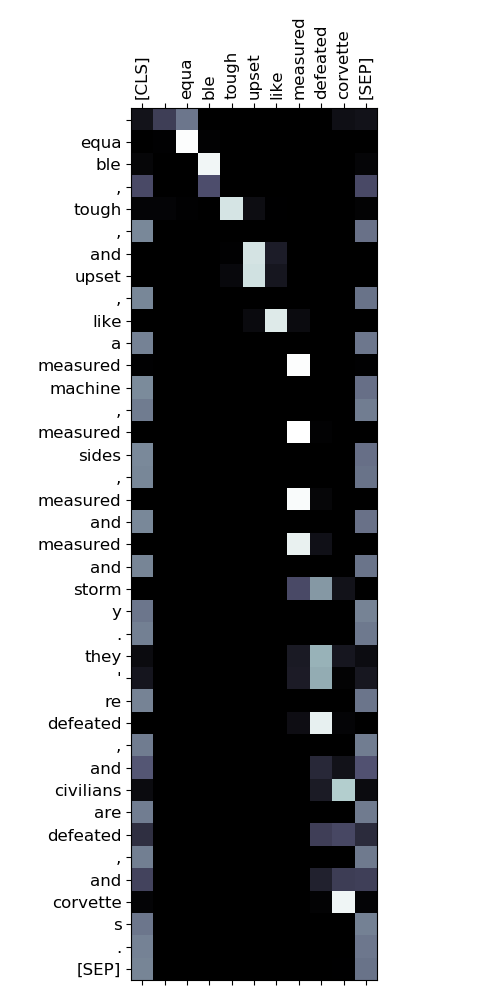 [CLS]
equa
ble
tough
upset
like
measured
defeated
corvette
[SEP]
equa
ble
,
tough
,
and
upset
,
like
a
measured
machine
,
measured
sides
,
measured
and
measured
and
storm
y
.
they
'
re
defeated
,
and
civilians
are
defeated
,
and
corvette
s
.
[SEP]